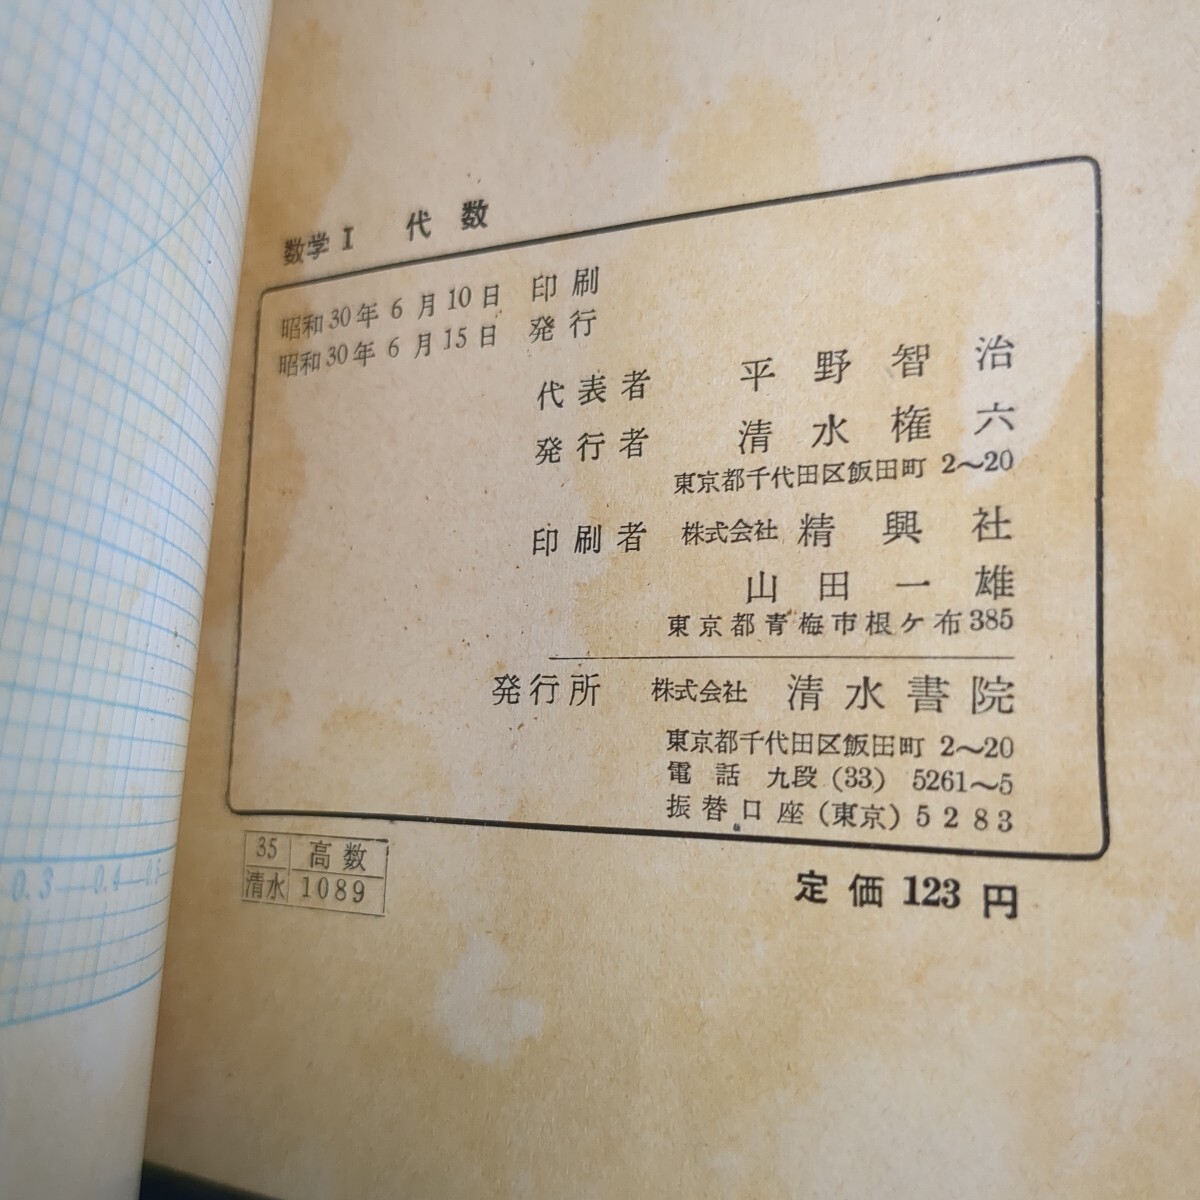 数学 I 代数
昭和30年 6 月 10 日 印刷
昭和30年 6 月 15 日 発行
代表者 平野智治
発行者 清水権六
東京都千代田区飯田町 2〜20
印刷者 株式会社 精興社
山田一雄
東京都青梅市根ケ布385
発行所 株式会社 清水書院
東京都千代田区飯田町 2〜20
電話 九段 (33) 5261〜5
振替口座 (東京) 5283
35 高数
清水 1089
定価 123 円
0.3 0.4 0.5